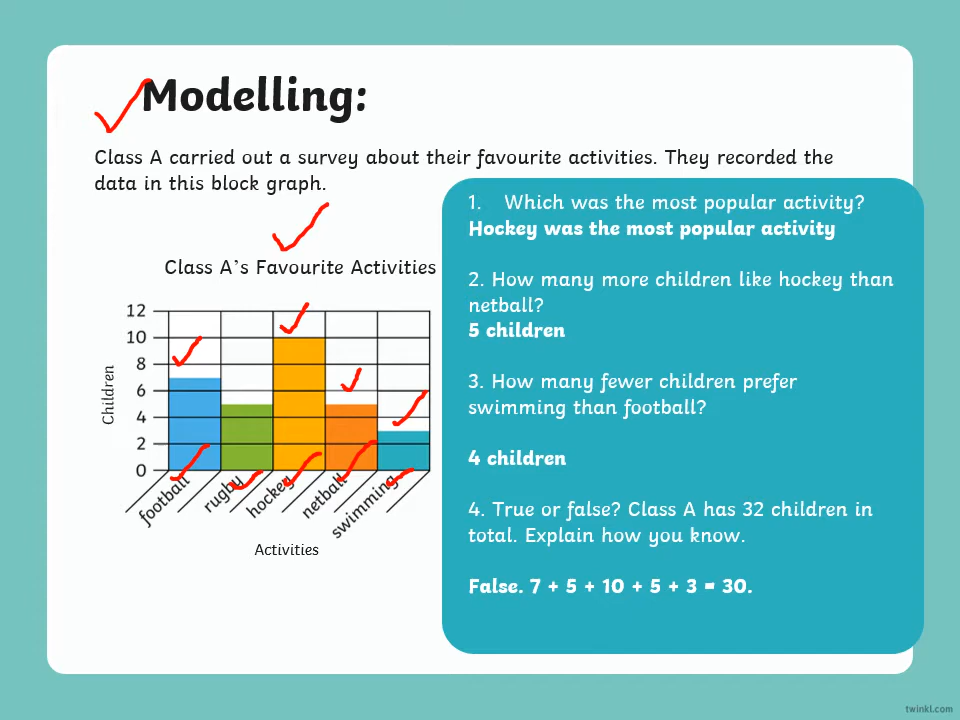 Modelling:
Class A carried out a survey about their favourite activities. They recorded the
data in this block graph.
Class A's Favourite Activities
12
10
8
6
4
2
0
Children
football
rugby
hockey
netball
swimming
Activities
1. Which was the most popular activity?
Hockey was the most popular activity
2. How many more children like hockey than
netball?
5 children
3. How many fewer children prefer
swimming than football?
4 children
4. True or false? Class A has 32 children in
total. Explain how you know.
False. 7 + 5 + 10 + 5 + 3 = 30.
twinkl.com